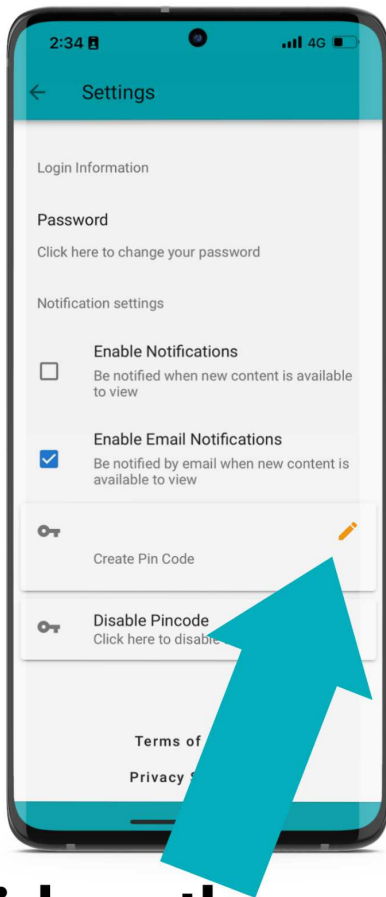 2:34 4G
Settings
Login Information
Password
Click here to change your password
Notification settings
Enable Notifications
Be notified when new content is available
to view
Enable Email Notifications
Be notified by email when new content is
available to view
Create Pin Code
Disable Pincode
Click here to disable
Terms of
Privacy